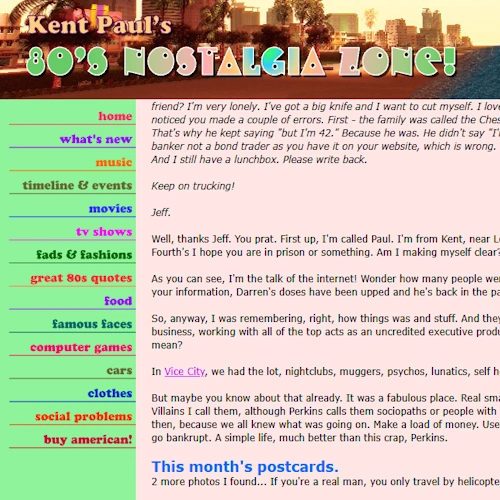 Kent Paul's
80's NOSTALGIA ZONE!
home
what's new
music
timeline & events
movies
tv shows
fads & fashions
great 80s quotes
food
famous faces
computer games
cars
clothes
social problems
buy american!
friend? I'm very lonely. I've got a big knife and I want to cut myself. I
noticed you made a couple of errors. First - the family was called the
That's why he kept saying "but I'm 42." Because he was. He didn't say
banker not a bond trader as you have it on your website, which is wrong.
And I still have a lunchbox. Please write back.
Keep on trucking!
Jeff.
Well, thanks Jeff. You prat. First up, I'm called Paul. I'm from Kent, near
Fourth's I hope you are in prison or something. Am I making myself clear?
As you can see, I'm the talk of the internet! Wonder how many people
your information, Darren's doses have been upped and he's back in the
So, anyway, I was remembering, right, how things was and stuff. And they
business, working with all of the top acts as an uncredited executive
mean?
In Vice City, we had the lot, nightclubs, muggers, psychos, lunatics, self
But maybe you know about that already. It was a fabulous place. Real
Villains I call them, although Perkins calls them sociopaths or people with
then, because we all knew what was going on. Make a load of money. Use
go bankrupt. A simple life, much better than this crap, Perkins.
This month's postcards.
2 more photos I found... If you're a real man, you only travel by